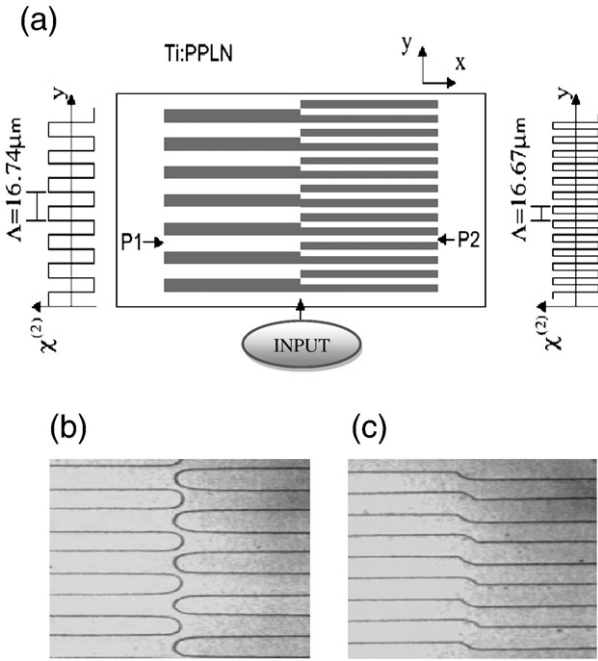 (a)
Ti:PPLN
y
x
y
Λ=16.74µm
χ(2)
P1
P2
INPUT
y
Λ=16.67µm
χ(2)
(b)
(c)